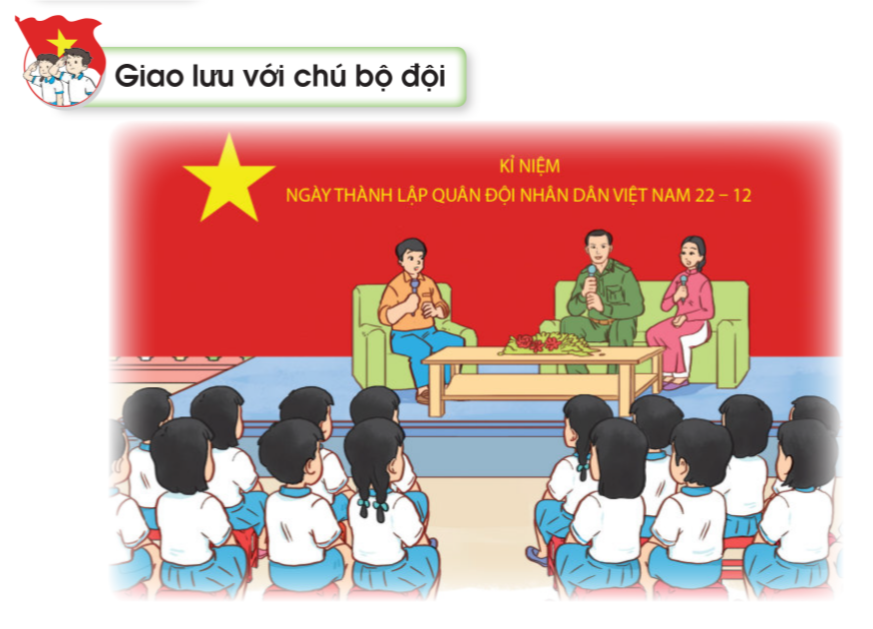 Giao lưu với chú bộ đội
KỈ NIỆM
NGÀY THÀNH LẬP QUÂN ĐỘI NHÂN DÂN VIỆT NAM 22 – 12